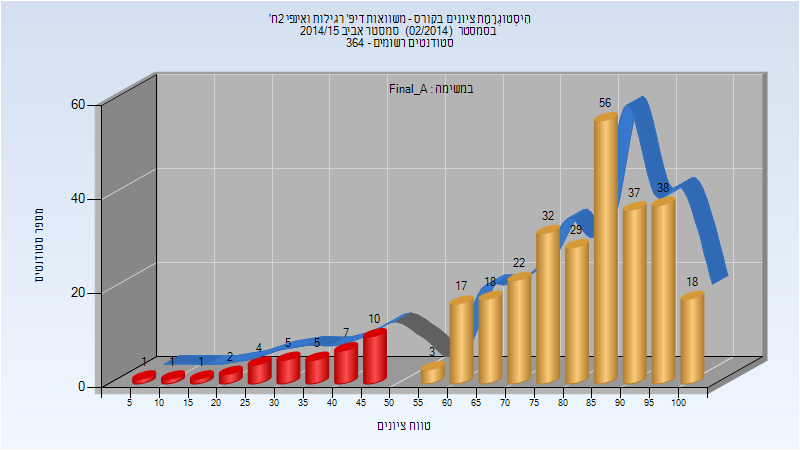 הִיסְטוֹגְרָמַת ציונים בקורס - משוואות דיפ' רגילות ואינפי 2ח'
בסמסטר (02/2014) סמסטר אביב 2014/15
סטודנטים רשומים - 364
במשימה : Final_A
מספר סטודנטים
60
40
20
0
1 1 1 2 4 5 5 7 10 3 17 18 22 32 29 56 37 38 18
5 10 15 20 25 30 35 40 45 50 55 60 65 70 75 80 85 90 95 100
טווח ציונים